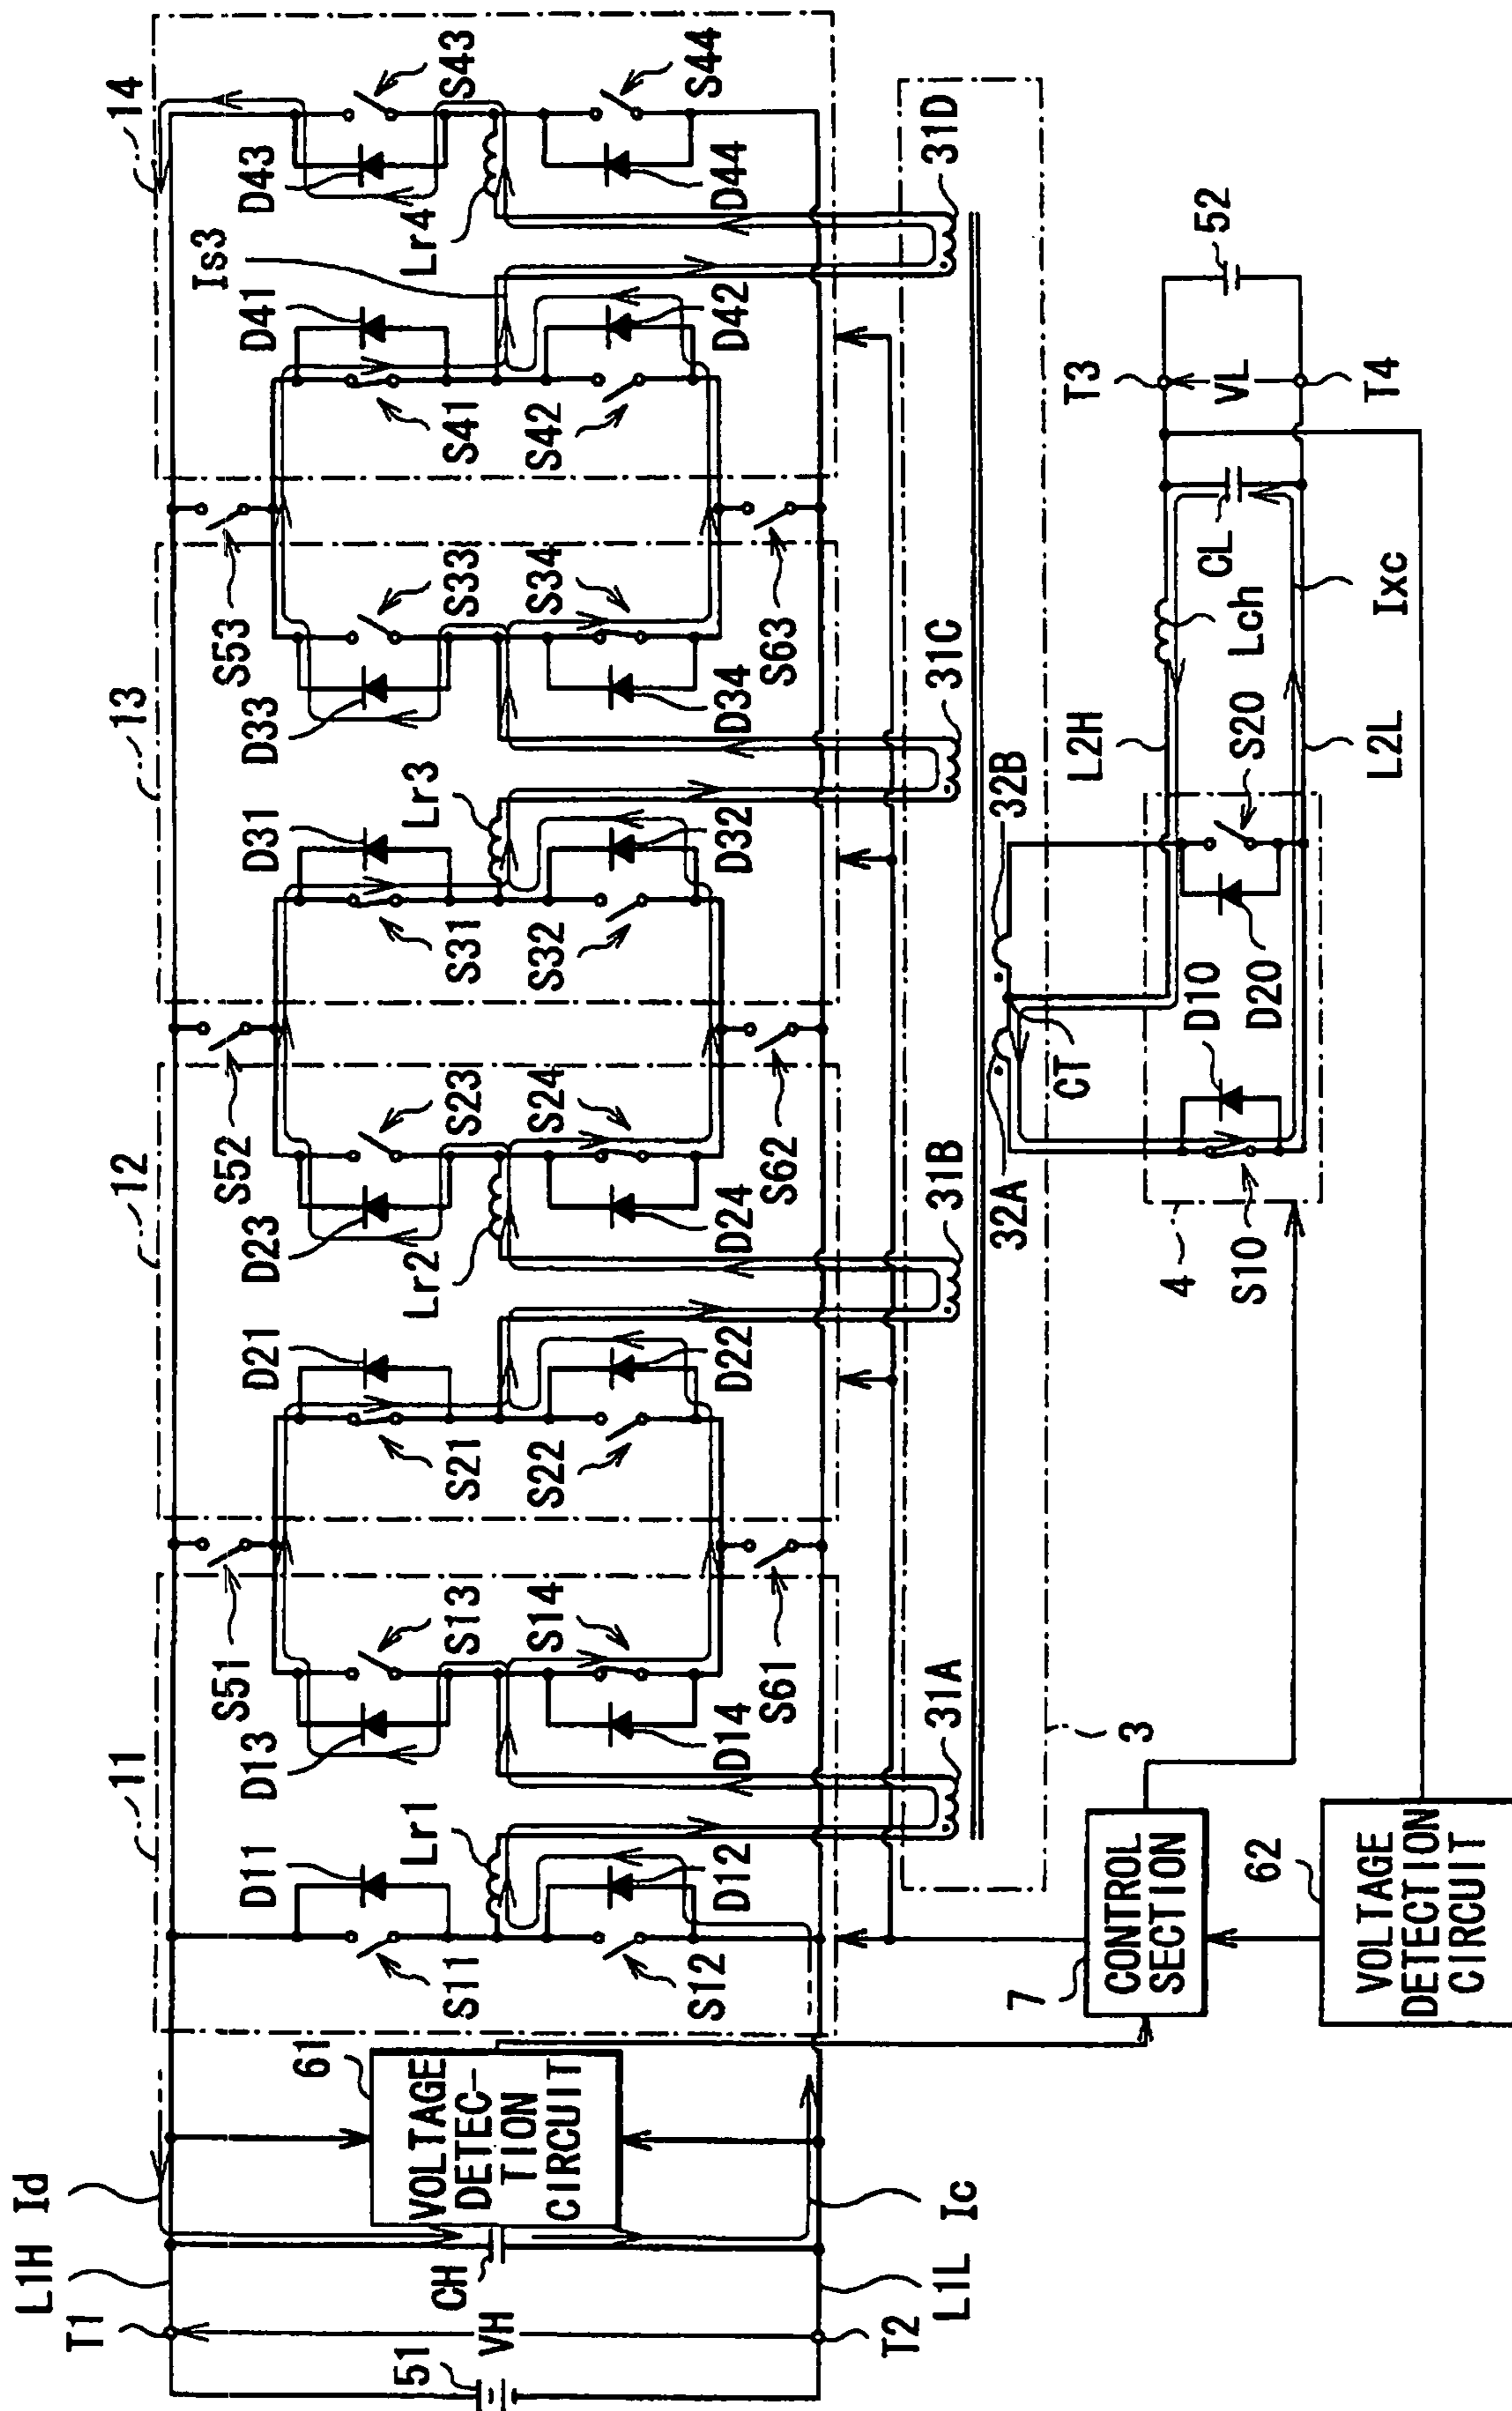 L1H
Id
T1
51
VH
CH
T2
L1L
Ic
61
VOLTAGE
DETEC-
TION
CIRCUIT
11
D11
S11
Lr1
S12
D12
D13
S13
S14
D14
31A
S51
S61
12
D21
S21
S22
D22
Lr2
D23
S23
S24
D24
31B
S52
S62
13
D31
S31
Lr3
S32
D32
D33
S33
S34
D34
31C
S53
S63
14
D41
S41
S42
D42
Is3
Lr4
D43
S43
D44
S44
31D
3
32A
32B
CT
4
S10
D10
D20
S20
L2H
L2L
Lch
CL
Ixc
T3
VL
T4
52
7
CONTROL
SECTION
62
VOLTAGE
DETECTION
CIRCUIT